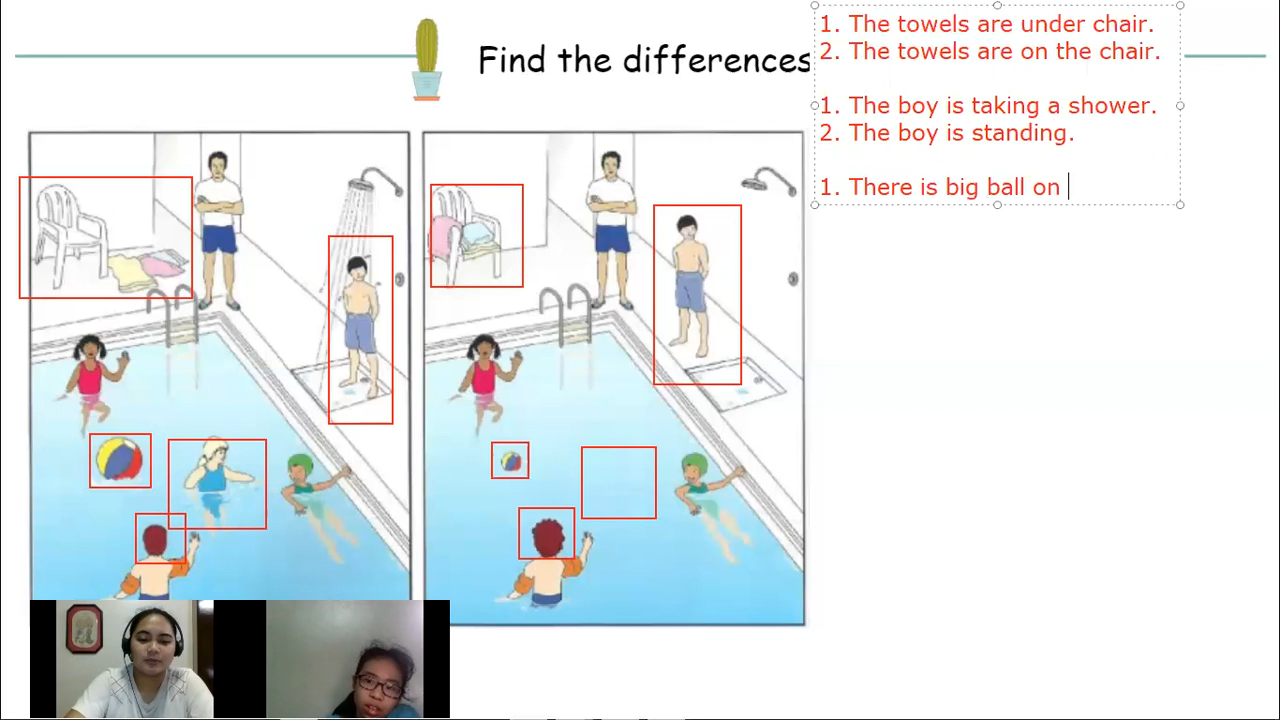 Find the differences
1. The towels are under chair.
2. The towels are on the chair.
1. The boy is taking a shower.
2. The boy is standing.
1. There is big ball on